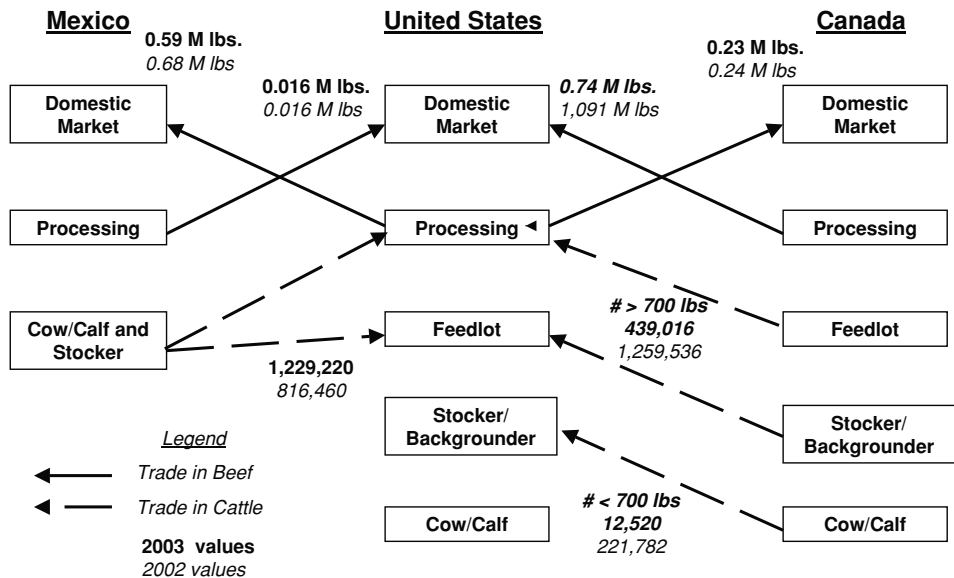 Mexico
United States
Canada
0.59 M lbs.
0.68 M lbs
0.016 M lbs.
0.016 M lbs
0.74 M lbs.
1,091 M lbs
0.23 M lbs.
0.24 M lbs
Domestic
Market
Domestic
Market
Domestic
Market
Processing
Processing
Processing
Cow/Calf and
Stocker
Feedlot
# > 700 lbs
439,016
1,259,536
Feedlot
1,229,220
816,460
Stocker/
Backgrounder
Stocker/
Backgrounder
Legend
Trade in Beef
Trade in Cattle
2003 values
2002 values
Cow/Calf
# < 700 lbs
12,520
221,782
Cow/Calf